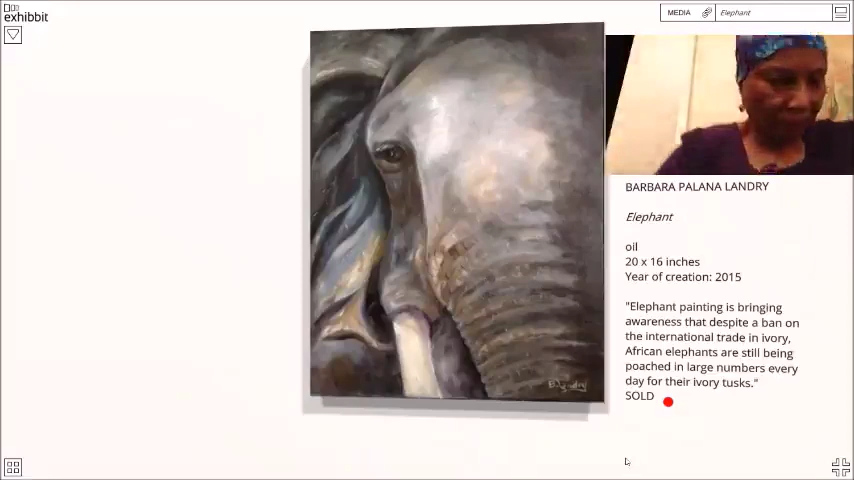 exhibbit
MEDIA
Elephant
BARBARA PALANA LANDRY
Elephant
oil
20 x 16 inches
Year of creation: 2015
"Elephant painting is bringing
awareness that despite a ban on
the international trade in ivory,
African elephants are still being
poached in large numbers every
day for their ivory tusks."
SOLD